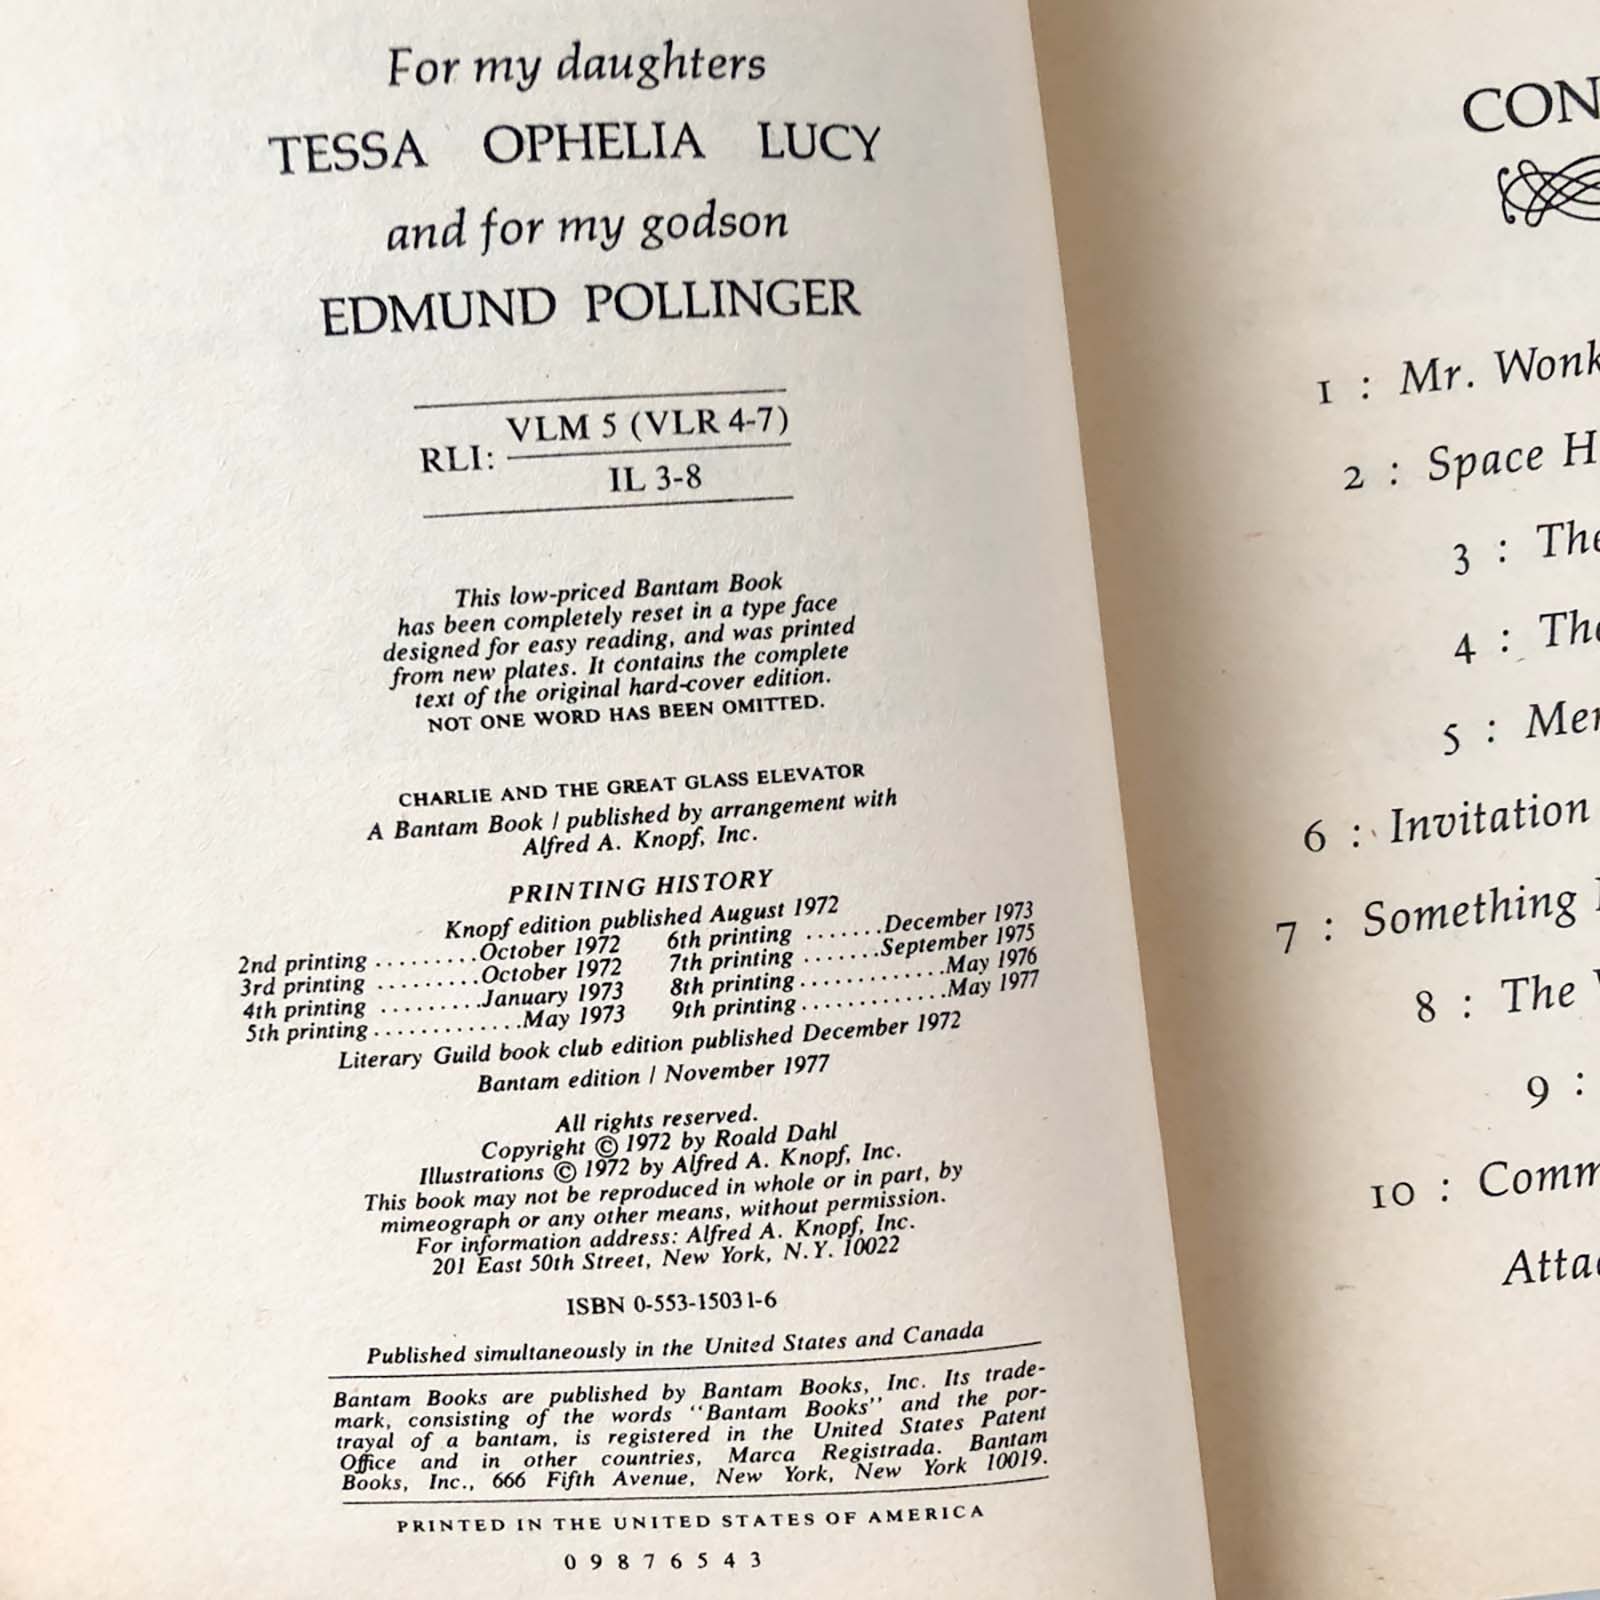 For my daughters
TESSA OPHELIA LUCY
and for my godson
EDMUND POLLINGER
RLI: VLM 5 (VLR 4-7)
IL 3-8
This low-priced Bantam Book
has been completely reset in a type face
designed for easy reading, and was printed
from new plates. It contains the complete
text of the original hard-cover edition.
NOT ONE WORD HAS BEEN OMITTED.
CHARLIE AND THE GREAT GLASS ELEVATOR
A Bantam Book / published by arrangement with
Alfred A. Knopf, Inc.
PRINTING HISTORY
Knopf edition published August 1972
2nd printing .........October 1972
3rd printing .........October 1972
4th printing .........January 1973
5th printing .............May 1973
6th printing .......December 1973
7th printing .......September 1975
8th printing .............May 1976
9th printing .............May 1977
Literary Guild book club edition published December 1972
Bantam edition / November 1977
All rights reserved.
Copyright © 1972 by Roald Dahl
Illustrations © 1972 by Alfred A. Knopf, Inc.
This book may not be reproduced in whole or in part, by
mimeograph or any other means, without permission.
For information address: Alfred A. Knopf, Inc.
201 East 50th Street, New York, N.Y. 10022
ISBN 0-553-15031-6
Published simultaneously in the United States and Canada
Bantam Books are published by Bantam Books, Inc. Its trade-
mark, consisting of the words "Bantam Books" and the por-
trayal of a bantam, is registered in the United States Patent
Office and in other countries, Marca Registrada. Bantam
Books, Inc., 666 Fifth Avenue, New York, New York 10019.
PRINTED IN THE UNITED STATES OF AMERICA
0 9 8 7 6 5 4 3
CON
1 : Mr. Wonk
2 : Space H
3 : The
4 : The
5 : Mer
6 : Invitation
7 : Something
8 : The
9 :
10 : Comm
Attac